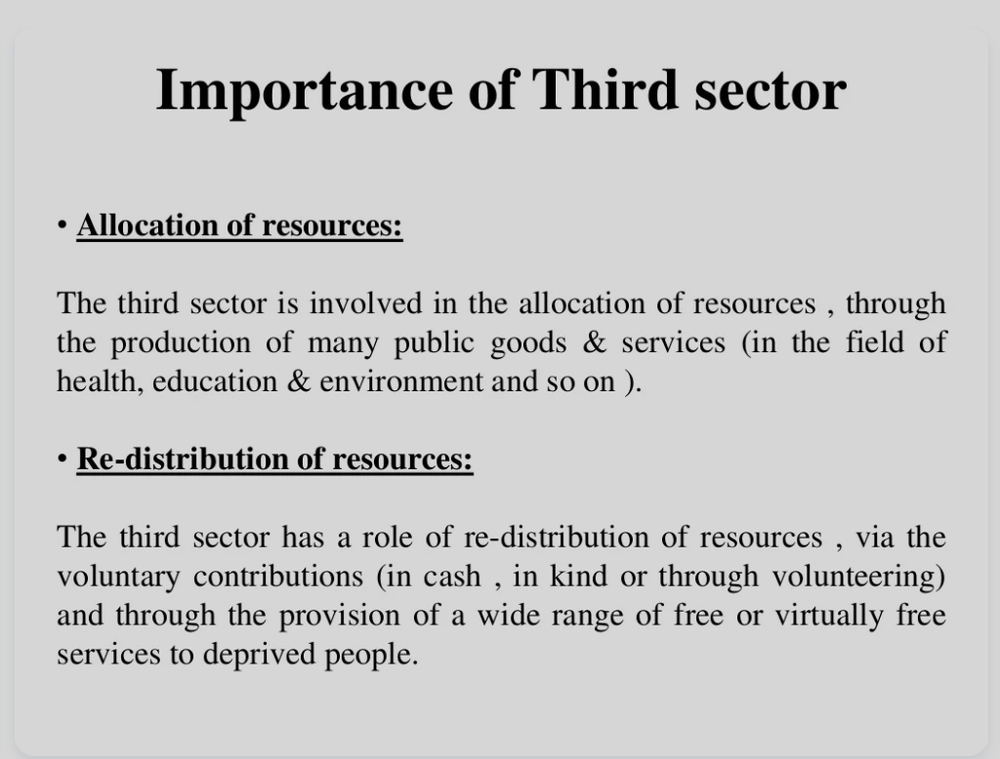 Importance of Third sector
• Allocation of resources:
The third sector is involved in the allocation of resources , through
the production of many public goods & services (in the field of
health, education & environment and so on ).
• Re-distribution of resources:
The third sector has a role of re-distribution of resources , via the
voluntary contributions (in cash , in kind or through volunteering)
and through the provision of a wide range of free or virtually free
services to deprived people.